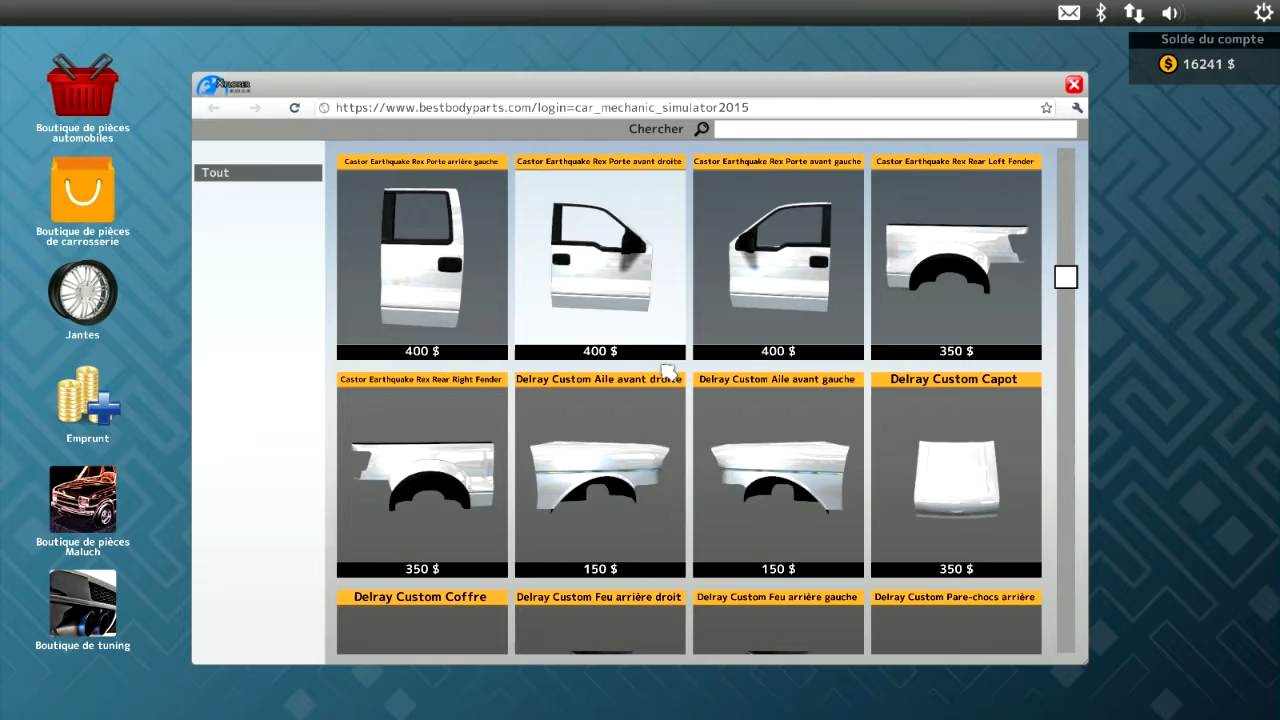 Solde du compte
$ 16241 $
Boutique de pièces
automobiles
Boutique de pièces
de carrosserie
Jantes
Emprunt
Boutique de pièces
Maluch
Boutique de tuning
https://www.bestbodyparts.com/login=car_mechanic_simulator2015
Chercher
Tout
Castor Earthquake Rex Porte arrière gauche
Castor Earthquake Rex Porte avant droite
Castor Earthquake Rex Porte avant gauche
Castor Earthquake Rex Rear Left Fender
400 $
400 $
400 $
350 $
Castor Earthquake Rex Rear Right Fender
Delray Custom Aile avant droite
Delray Custom Aile avant gauche
Delray Custom Capot
350 $
150 $
150 $
350 $
Delray Custom Coffre
Delray Custom Feu arrière droit
Delray Custom Feu arrière gauche
Delray Custom Pare-chocs arrière